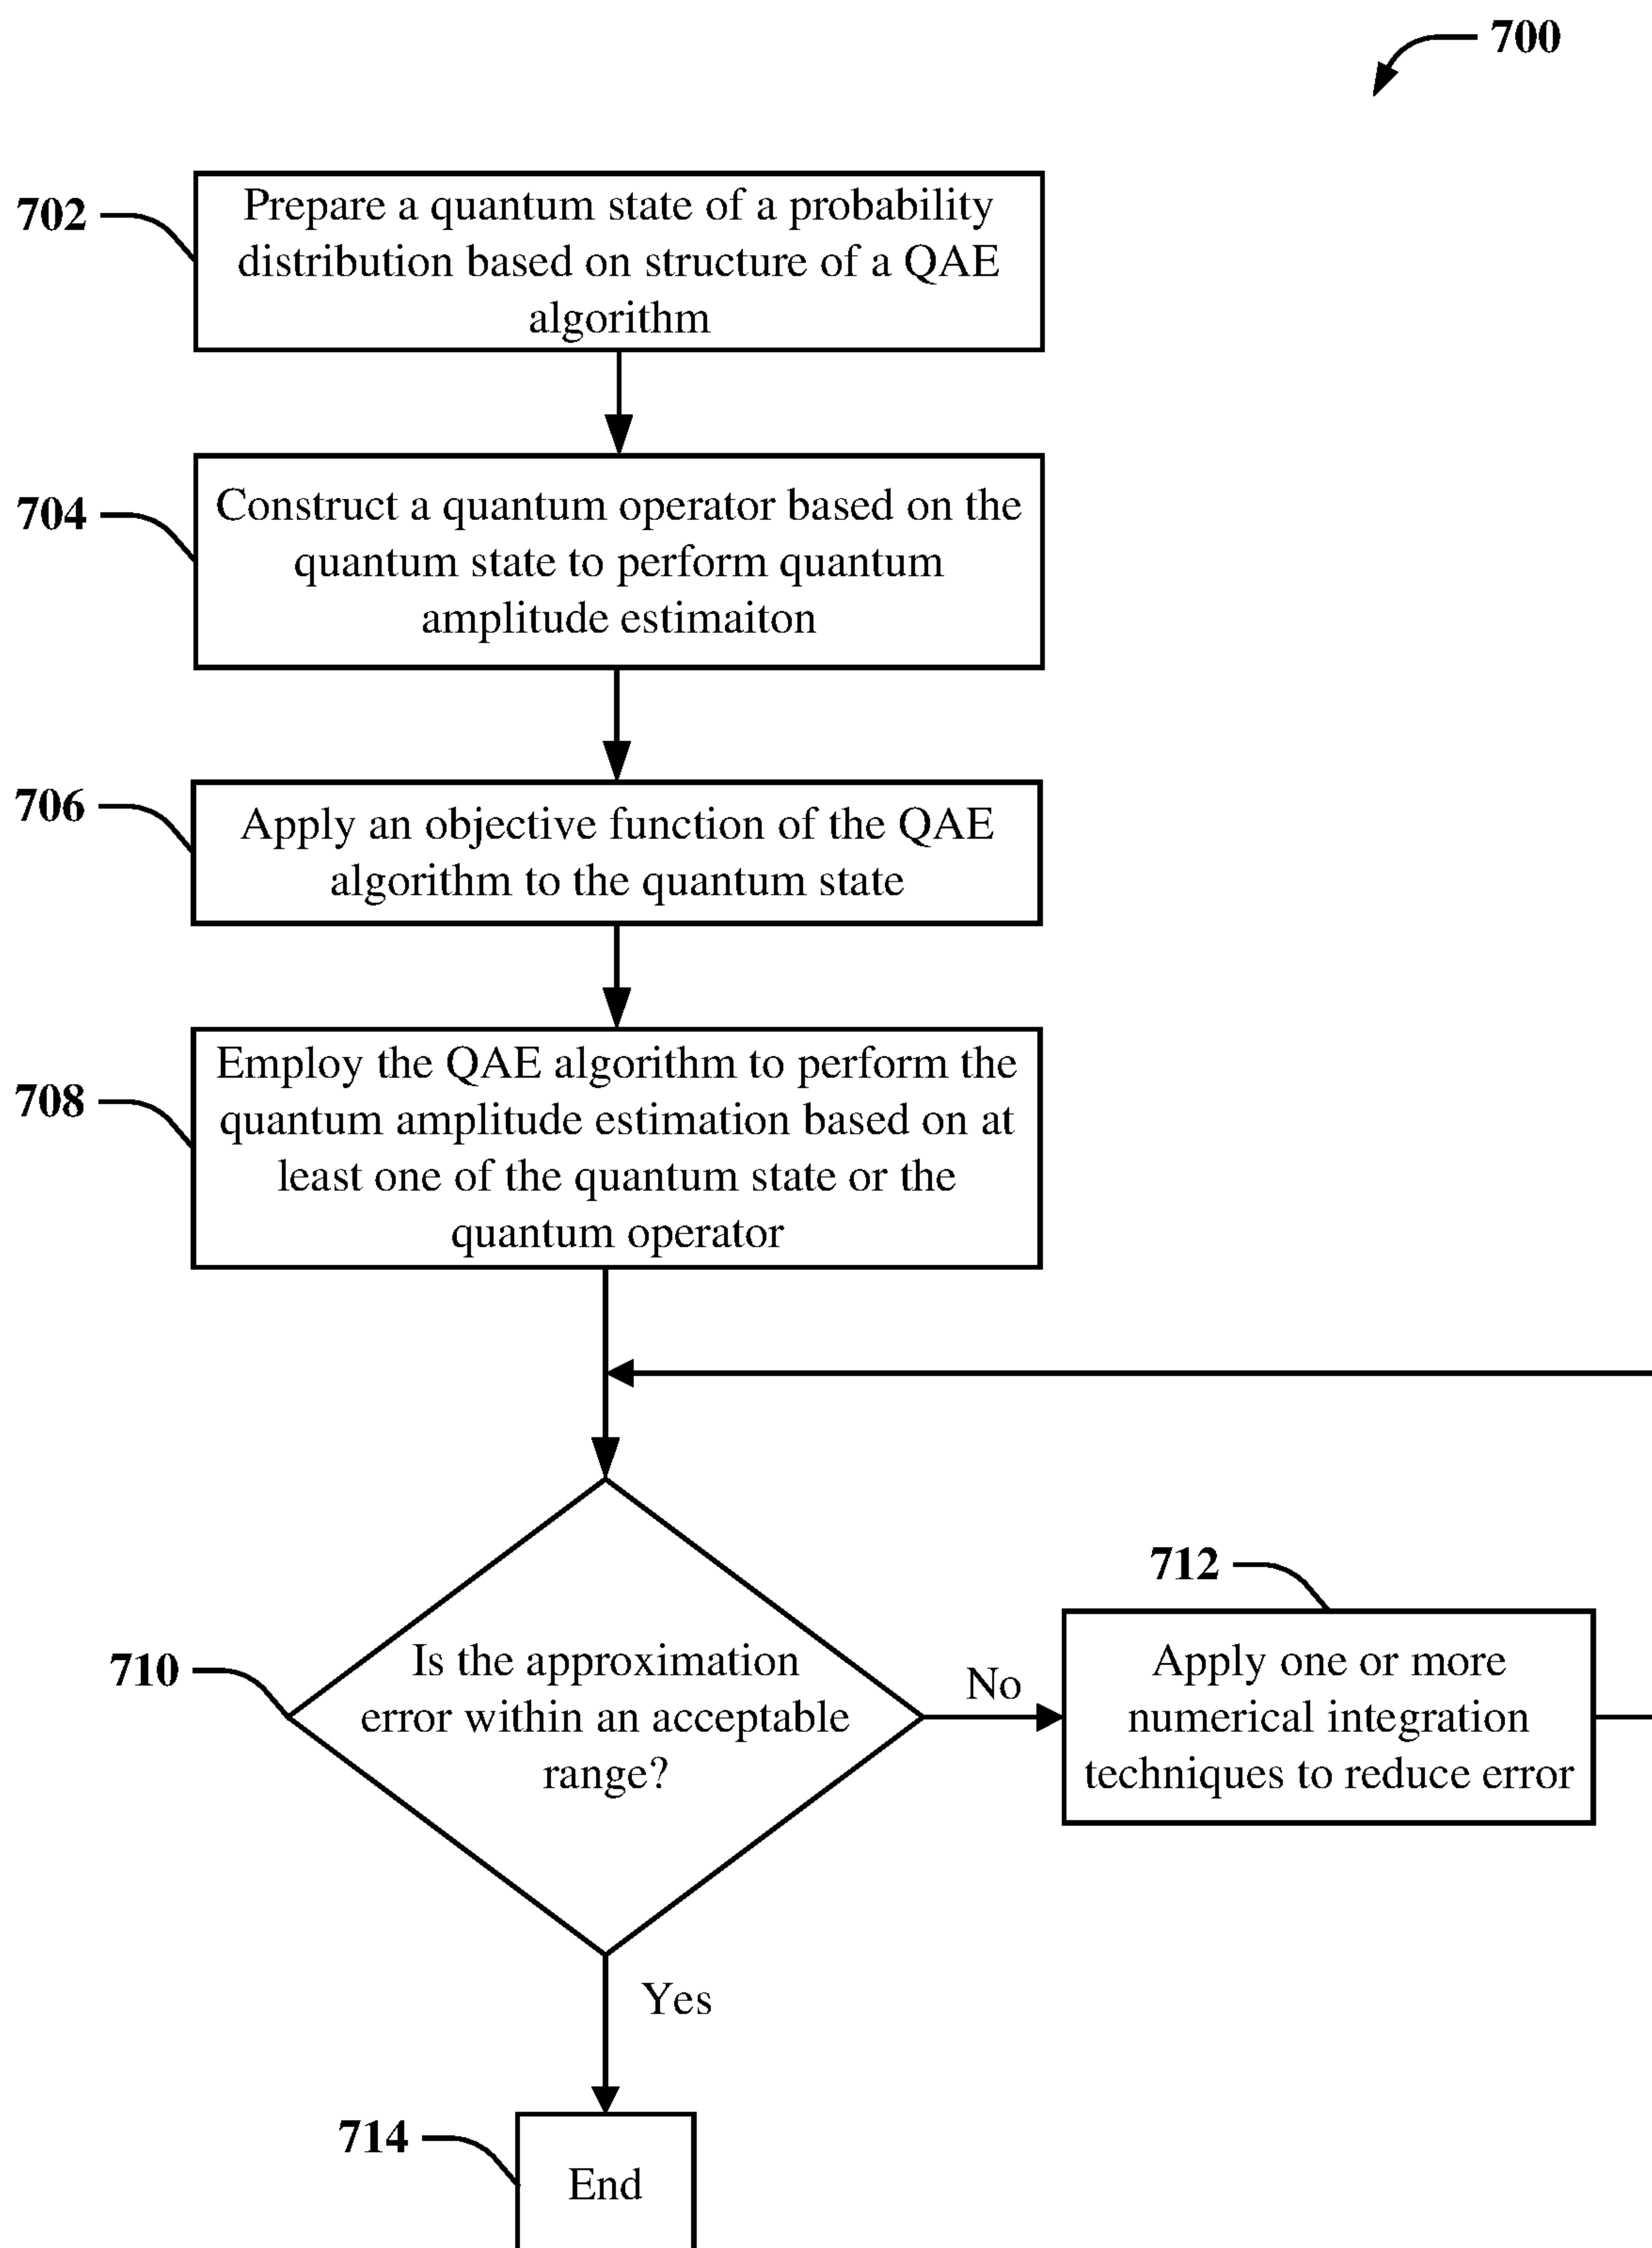 700
702
Prepare a quantum state of a probability
distribution based on structure of a QAE
algorithm
704
Construct a quantum operator based on the
quantum state to perform quantum
amplitude estimaiton
706
Apply an objective function of the QAE
algorithm to the quantum state
708
Employ the QAE algorithm to perform the
quantum amplitude estimation based on at
least one of the quantum state or the
quantum operator
710
Is the approximation
error within an acceptable
range?
No
712
Apply one or more
numerical integration
techniques to reduce error
Yes
714
End